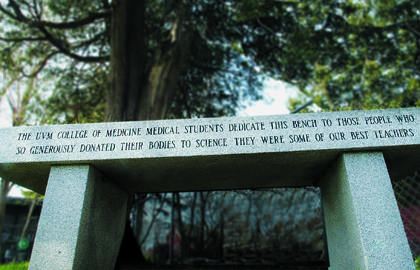 THE UVM COLLEGE OF MEDICINE MEDICAL STUDENTS DEDICATE THIS BENCH TO THOSE PEOPLE WHO
SO GENEROUSLY DONATED THEIR BODIES TO SCIENCE THEY WERE SOME OF OUR BEST TEACHERS